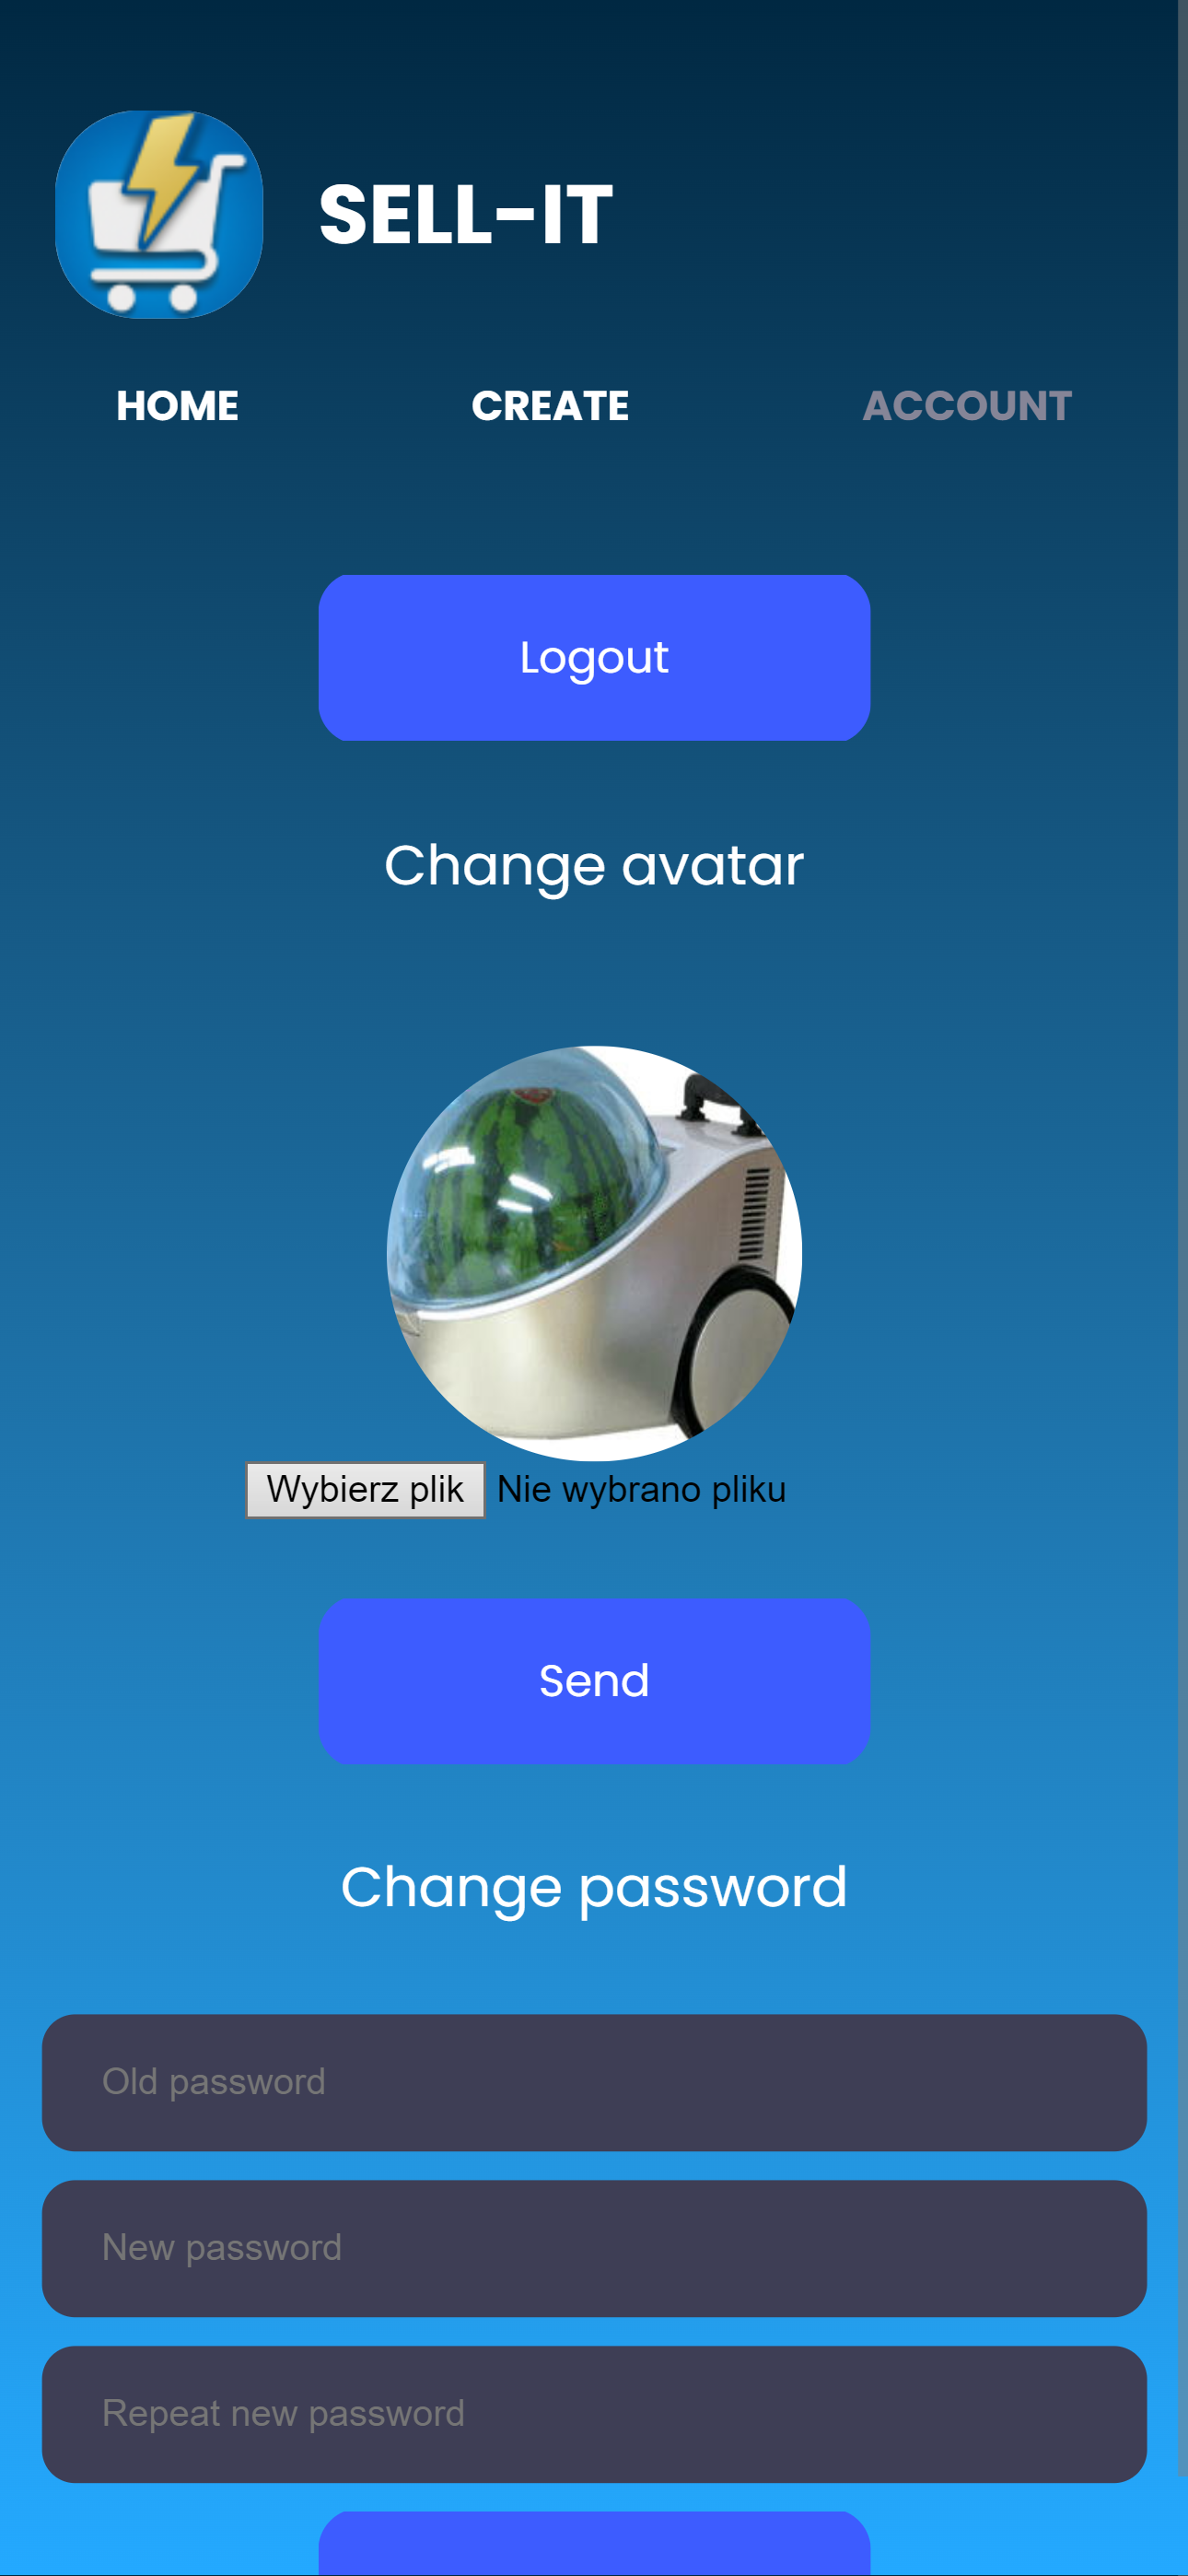 SELL-IT
HOME CREATE ACCOUNT
Logout
Change avatar
Wybierz plik Nie wybrano pliku
Send
Change password
Old password
New password
Repeat new password